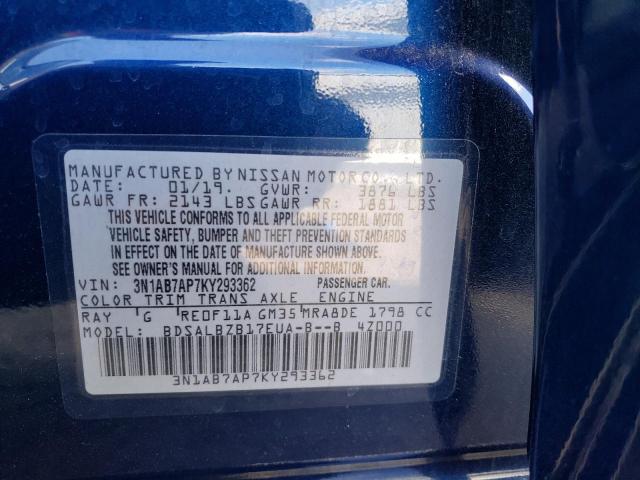 MANUFACTURED BY NISSAN MOTOR CO., LTD.
DATE: 01/19. GVWR: 3876 LBS
GAWR FR: 2143 LBS GAWR RR: 1881 LBS
THIS VEHICLE CONFORMS TO ALL APPLICABLE FEDERAL MOTOR
VEHICLE SAFETY, BUMPER AND THEFT PREVENTION STANDARDS
IN EFFECT ON THE DATE OF MANUFACTURE SHOWN ABOVE.
SEE OWNER'S MANUAL FOR ADDITIONAL INFORMATION.
VIN: 3N1AB7AP7KY293362 PASSENGER CAR.
COLOR TRIM TRANS AXLE ENGINE
RAY G RE0F11A GM35 MRA8DE 1798 CC
MODEL: BDSALBZB17EUA-B--B 4Z000
3N1AB7AP7KY293362